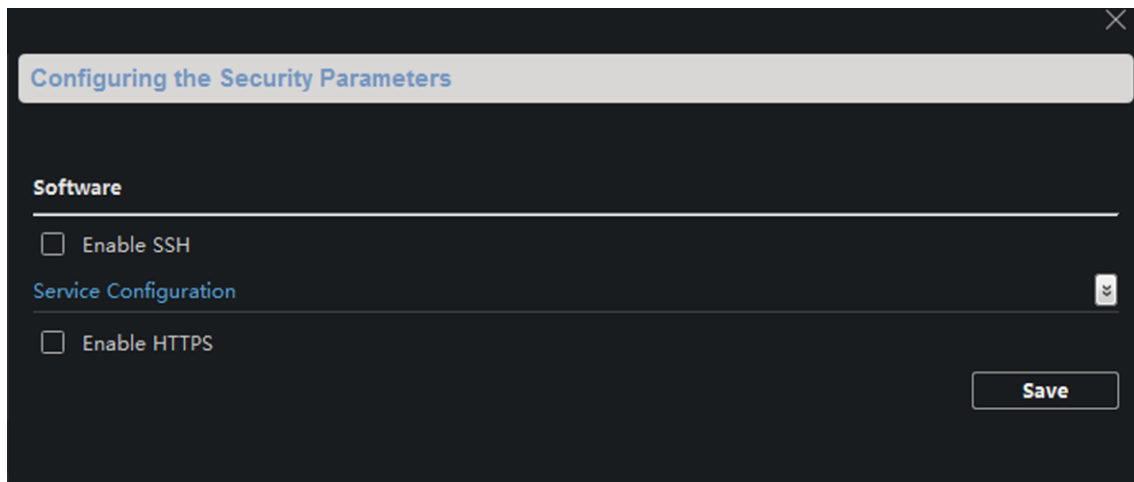 Configuring the Security Parameters
Software
Enable SSH
Service Configuration
Enable HTTPS
Save